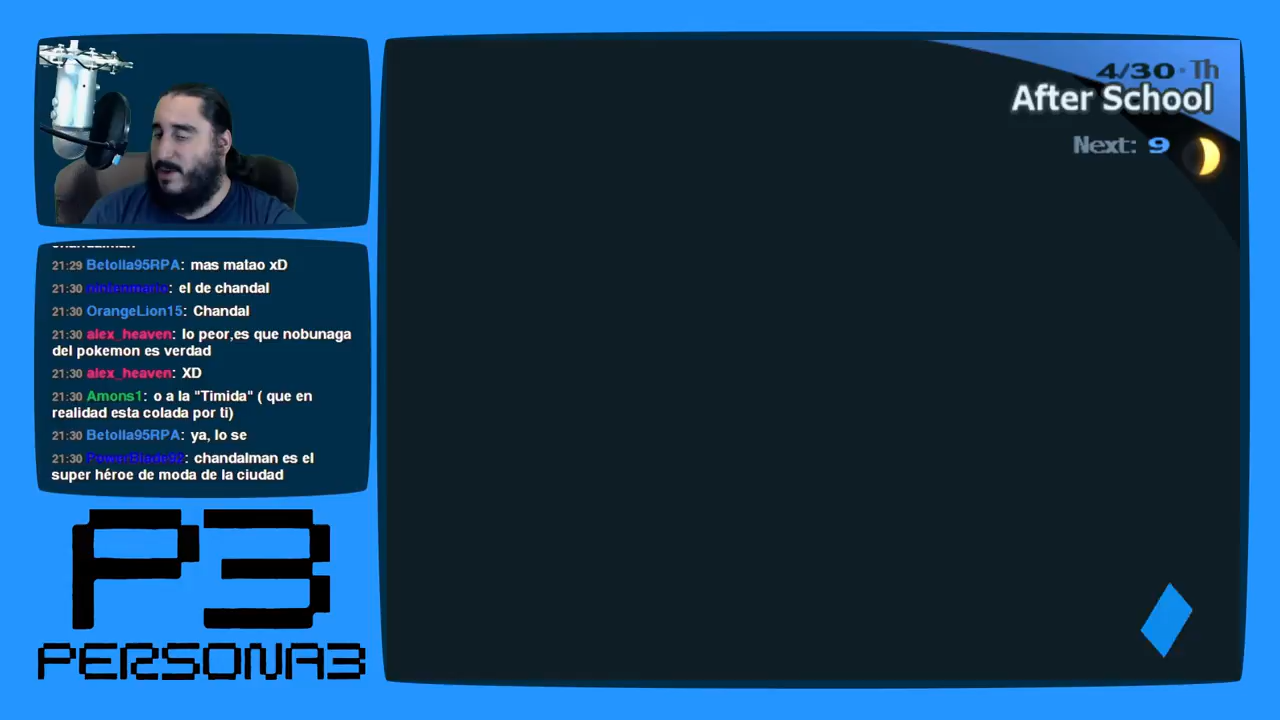 4/30 · Th
After School
Next: 9
21:29 Betolla95RPA: mas matao xD
21:30 : el de chandal
21:30 OrangeLion15: Chandal
21:30 alex_heaven: lo peor,es que nobunaga
del pokemon es verdad
21:30 alex_heaven: XD
21:30 Amons1: o a la "Timida" ( que en
realidad esta colada por ti)
21:30 Betolla95RPA: ya, lo se
21:30 : chandalman es el
super héroe de moda de la ciudad
P3
PERSONA3